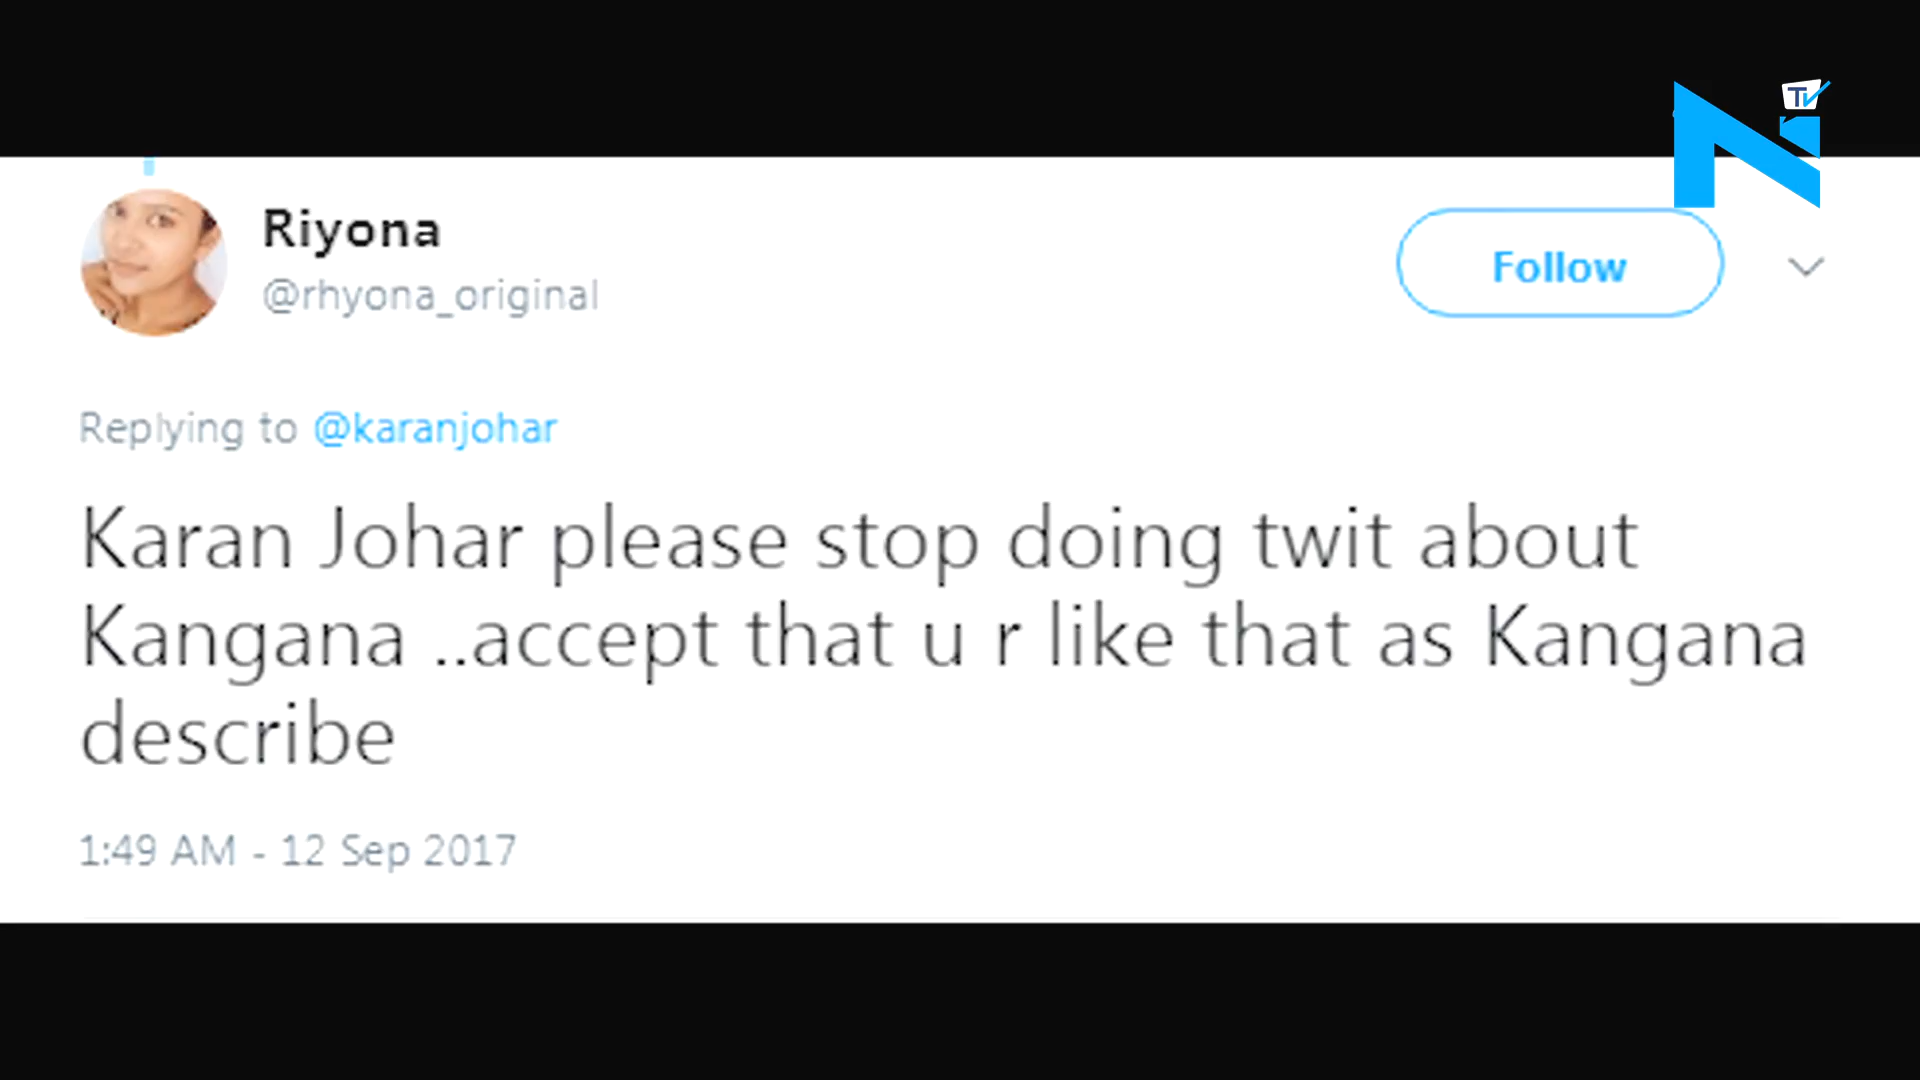 TV
Riyona
@rhyona_original
Follow
Replying to @karanjohar
Karan Johar please stop doing twit about
Kangana ..accept that u r like that as Kangana
describe
1:49 AM - 12 Sep 2017